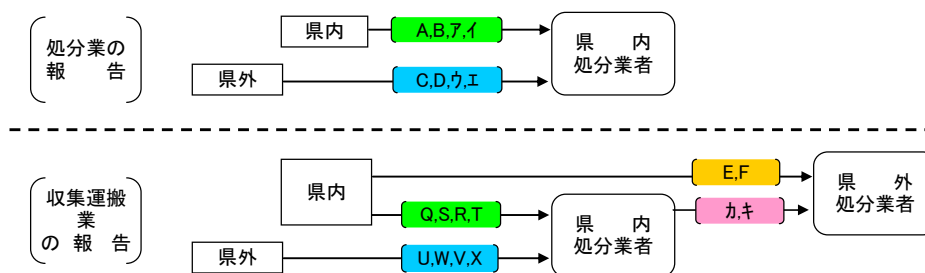 処分業の
報　　告
県内
A,B,ｱ,ｲ
県外
C,D,ｳ,ｴ
県　　内
処分業者
収集運搬
業
の 報 告
県内
E,F
県　　外
処分業者
Q,S,R,T
県　　内
処分業者
ｶ,ｷ
県外
U,W,V,X